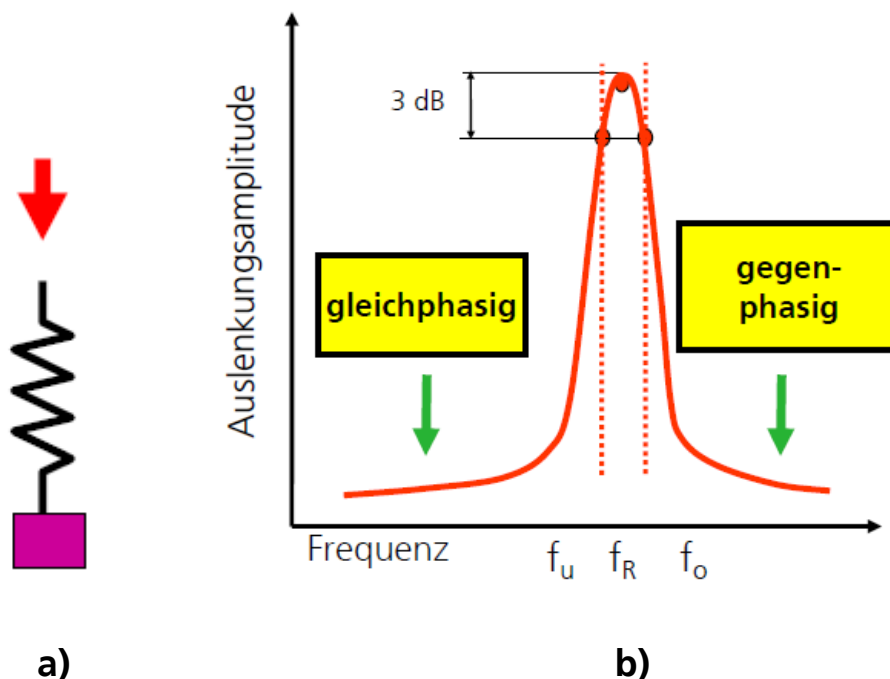 3 dB
Auslenkungsamplitude
gleichphasig
gegen-
phasig
Frequenz
f_u f_R f_o
a)
b)